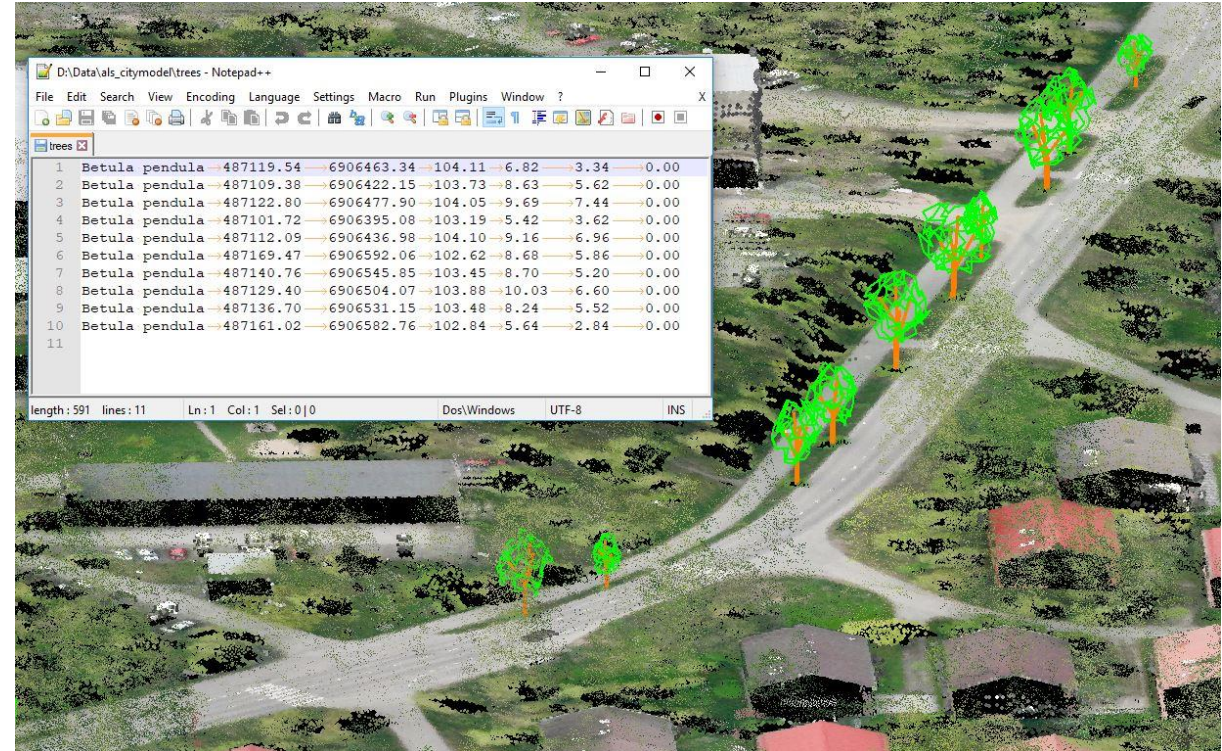 D:\Data\als_citymodel\trees - Notepad++
File Edit Search View Encoding Language Settings Macro Run Plugins Window ? X
trees
1 Betula pendula→487119.54→6906463.34→104.11→6.82→3.34→0.00
2 Betula pendula→487109.38→6906422.15→103.73→8.63→5.62→0.00
3 Betula pendula→487122.80→6906477.90→104.05→9.69→7.44→0.00
4 Betula pendula→487101.72→6906395.08→103.19→5.42→3.62→0.00
5 Betula pendula→487112.09→6906436.98→104.10→9.16→6.96→0.00
6 Betula pendula→487169.47→6906592.06→102.62→8.68→5.86→0.00
7 Betula pendula→487140.76→6906545.85→103.45→8.70→5.20→0.00
8 Betula pendula→487129.40→6906504.07→103.88→10.03→6.60→0.00
9 Betula pendula→487136.70→6906531.15→103.48→8.24→5.52→0.00
10 Betula pendula→487161.02→6906582.76→102.84→5.64→2.84→0.00
11
length : 591 lines : 11 Ln : 1 Col : 1 Sel : 0 | 0 Dos\Windows UTF-8 INS